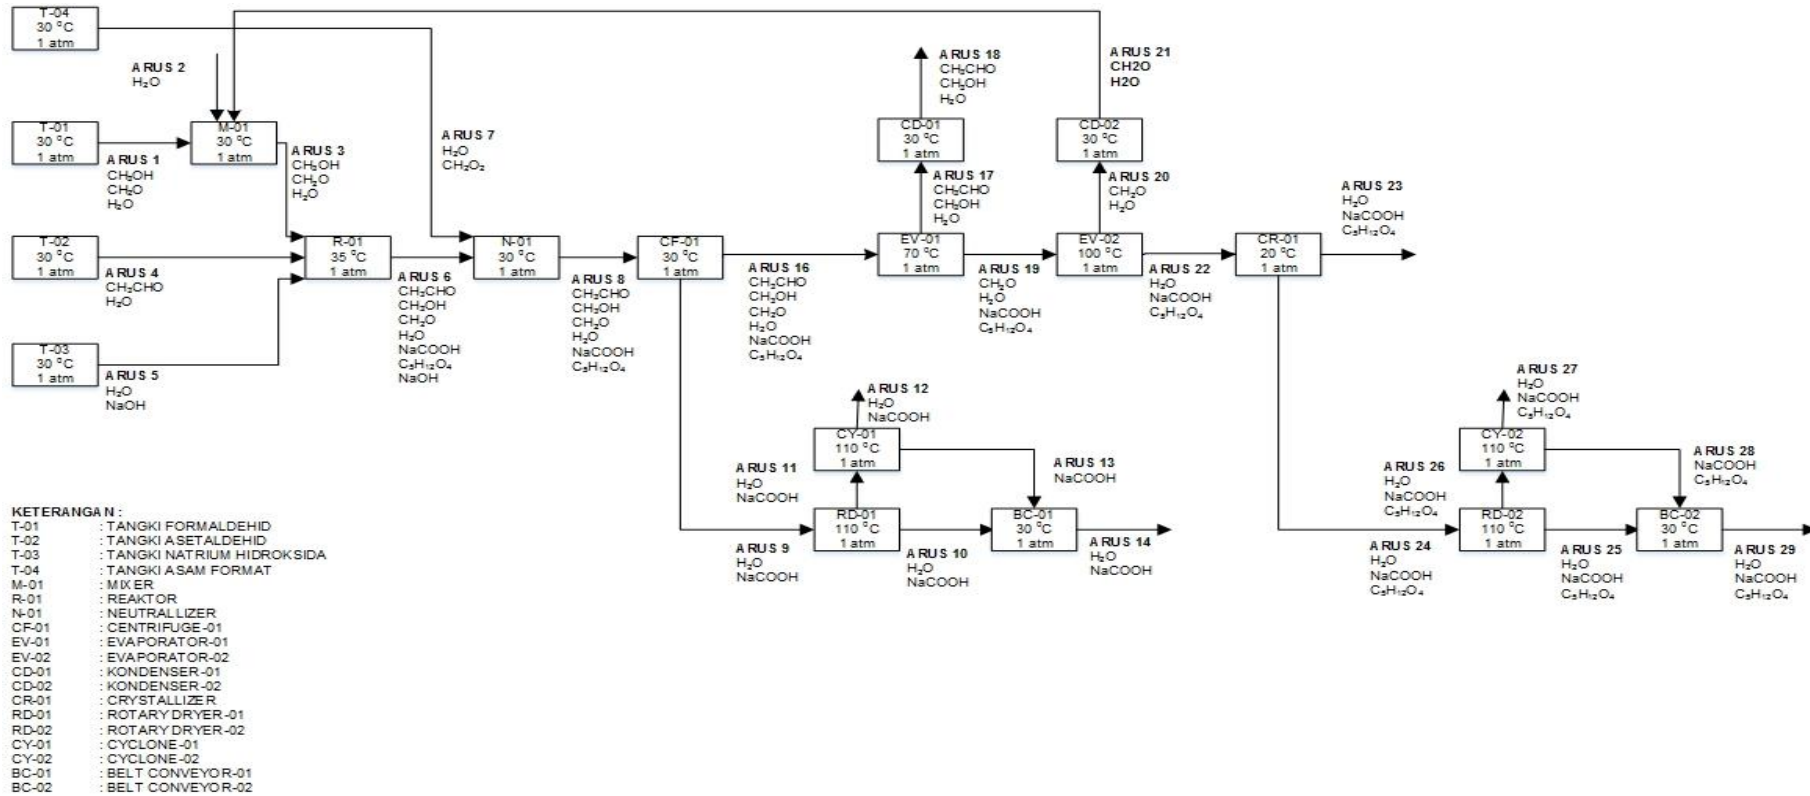 T-04
30 °C
1 atm
ARUS 2
H₂O
T-01
30 °C
1 atm
ARUS 1
CH₃OH
CH₂O
H₂O
M-01
30 °C
1 atm
ARUS 3
CH₃OH
CH₂O
H₂O
ARUS 7
H₂O
CH₂O₂
T-02
30 °C
1 atm
ARUS 4
CH₃CHO
H₂O
T-03
30 °C
1 atm
ARUS 5
H₂O
NaOH
R-01
35 °C
1 atm
ARUS 6
CH₃CHO
CH₃OH
CH₂O
H₂O
NaCOOH
C₅H₁₂O₄
NaOH
N-01
30 °C
1 atm
ARUS 8
CH₃CHO
CH₃OH
CH₂O
H₂O
NaCOOH
C₅H₁₂O₄
CF-01
30 °C
1 atm
ARUS 16
CH₃CHO
CH₃OH
CH₂O
H₂O
NaCOOH
C₅H₁₂O₄
ARUS 18
CH₃CHO
CH₃OH
H₂O
CD-01
30 °C
1 atm
ARUS 17
CH₃CHO
CH₃OH
H₂O
EV-01
70 °C
1 atm
ARUS 19
CH₂O
H₂O
NaCOOH
C₅H₁₂O₄
ARUS 21
CH2O
H2O
CD-02
30 °C
1 atm
ARUS 20
CH₂O
H₂O
EV-02
100 °C
1 atm
ARUS 22
H₂O
NaCOOH
C₅H₁₂O₄
CR-01
20 °C
1 atm
ARUS 23
H₂O
NaCOOH
C₅H₁₂O₄
ARUS 12
H₂O
NaCOOH
CY-01
110 °C
1 atm
ARUS 11
H₂O
NaCOOH
ARUS 13
NaCOOH
RD-01
110 °C
1 atm
BC-01
30 °C
1 atm
ARUS 9
H₂O
NaCOOH
ARUS 10
H₂O
NaCOOH
ARUS 14
H₂O
NaCOOH
ARUS 27
H₂O
NaCOOH
C₅H₁₂O₄
CY-02
110 °C
1 atm
ARUS 26
H₂O
NaCOOH
C₅H₁₂O₄
ARUS 28
NaCOOH
C₅H₁₂O₄
RD-02
110 °C
1 atm
BC-02
30 °C
1 atm
ARUS 24
H₂O
NaCOOH
C₅H₁₂O₄
ARUS 25
H₂O
NaCOOH
C₅H₁₂O₄
ARUS 29
H₂O
NaCOOH
C₅H₁₂O₄
KETERANGAN :
T-01 : TANGKI FORMALDEHID
T-02 : TANGKI ASETALDEHID
T-03 : TANGKI NATRIUM HIDROKSIDA
T-04 : TANGKI ASAM FORMAT
M-01 : MIXER
R-01 : REAKTOR
N-01 : NEUTRALLIZER
CF-01 : CENTRIFUGE-01
EV-01 : EVAPORATOR-01
EV-02 : EVAPORATOR-02
CD-01 : KONDENSER-01
CD-02 : KONDENSER-02
CR-01 : CRYSTALLIZER
RD-01 : ROTARY DRYER-01
RD-02 : ROTARY DRYER-02
CY-01 : CYCLONE-01
CY-02 : CYCLONE-02
BC-01 : BELT CONVEYOR-01
BC-02 : BELT CONVEYOR-02